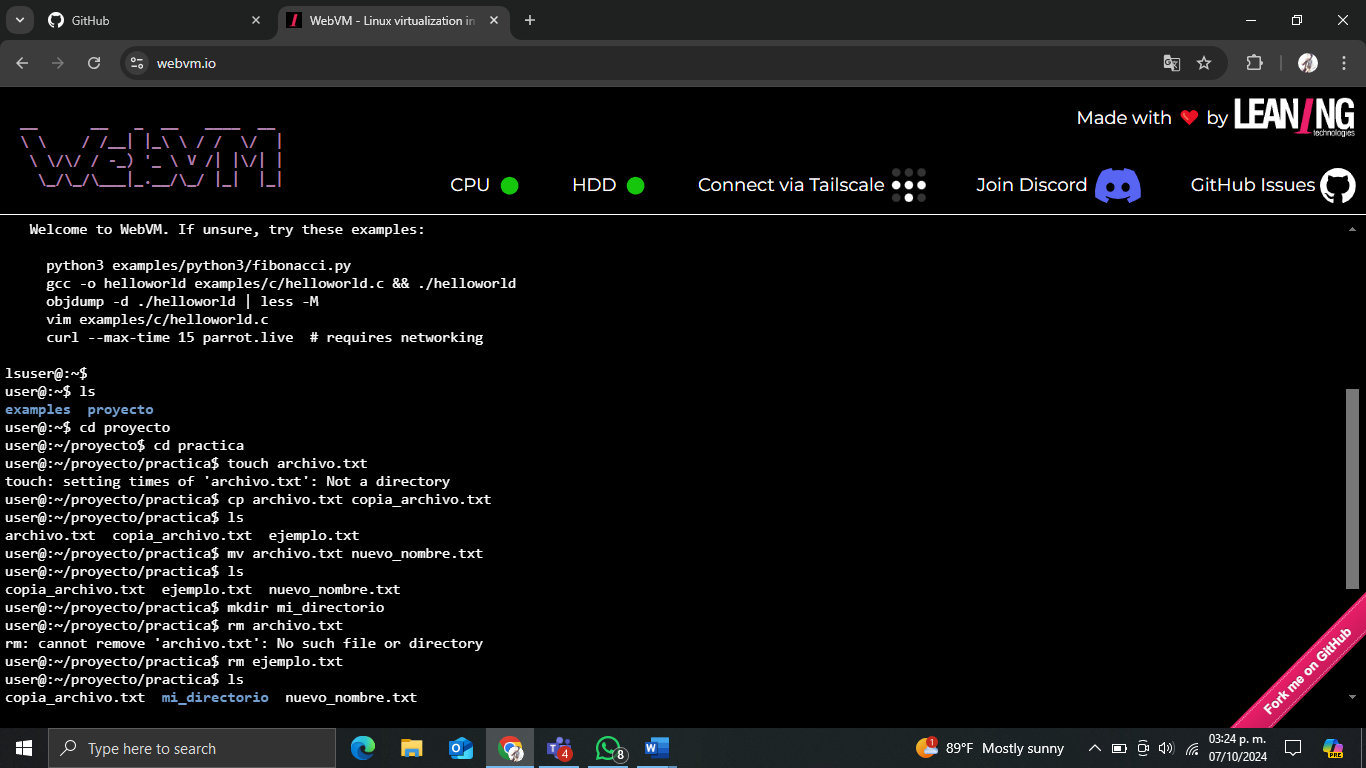 GitHub
WebVM - Linux virtualization in
webvm.io
WebVM
Made with ❤ by LEANING technologies
CPU HDD Connect via Tailscale Join Discord GitHub Issues
Welcome to WebVM. If unsure, try these examples:
python3 examples/python3/fibonacci.py
gcc -o helloworld examples/c/helloworld.c && ./helloworld
objdump -d ./helloworld | less -M
vim examples/c/helloworld.c
curl --max-time 15 parrot.live  # requires networking
lsuser@:~$
user@:~$ ls
examples  proyecto
user@:~$ cd proyecto
user@:~/proyecto$ cd practica
user@:~/proyecto/practica$ touch archivo.txt
touch: setting times of 'archivo.txt': Not a directory
user@:~/proyecto/practica$ cp archivo.txt copia_archivo.txt
user@:~/proyecto/practica$ ls
archivo.txt  copia_archivo.txt  ejemplo.txt
user@:~/proyecto/practica$ mv archivo.txt nuevo_nombre.txt
user@:~/proyecto/practica$ ls
copia_archivo.txt  ejemplo.txt  nuevo_nombre.txt
user@:~/proyecto/practica$ mkdir mi_directorio
user@:~/proyecto/practica$ rm archivo.txt
rm: cannot remove 'archivo.txt': No such file or directory
user@:~/proyecto/practica$ rm ejemplo.txt
user@:~/proyecto/practica$ ls
copia_archivo.txt  mi_directorio  nuevo_nombre.txt
Fork me on GitHub
Type here to search
4
8
1
89°F Mostly sunny
03:24 p. m.
07/10/2024
PRE